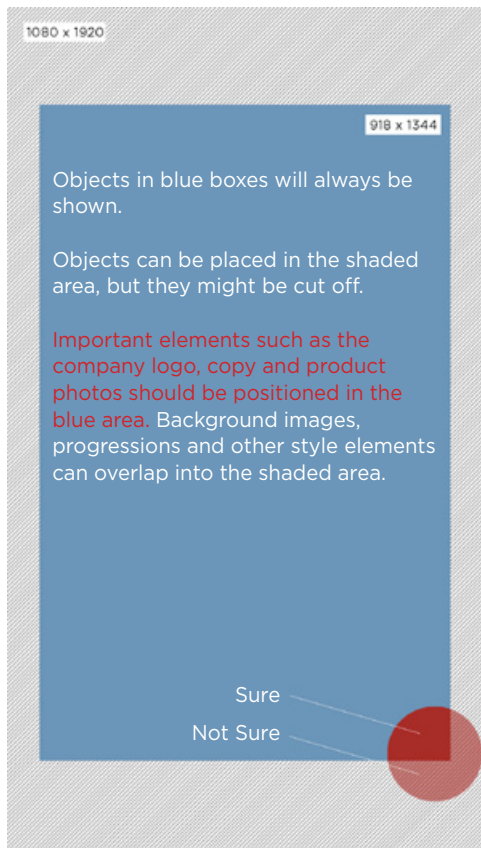 1080 x 1920
918 x 1344
Objects in blue boxes will always be
shown.
Objects can be placed in the shaded
area, but they might be cut off.
Important elements such as the
company logo, copy and product
photos should be positioned in the
blue area. Background images,
progressions and other style elements
can overlap into the shaded area.
Sure
Not Sure